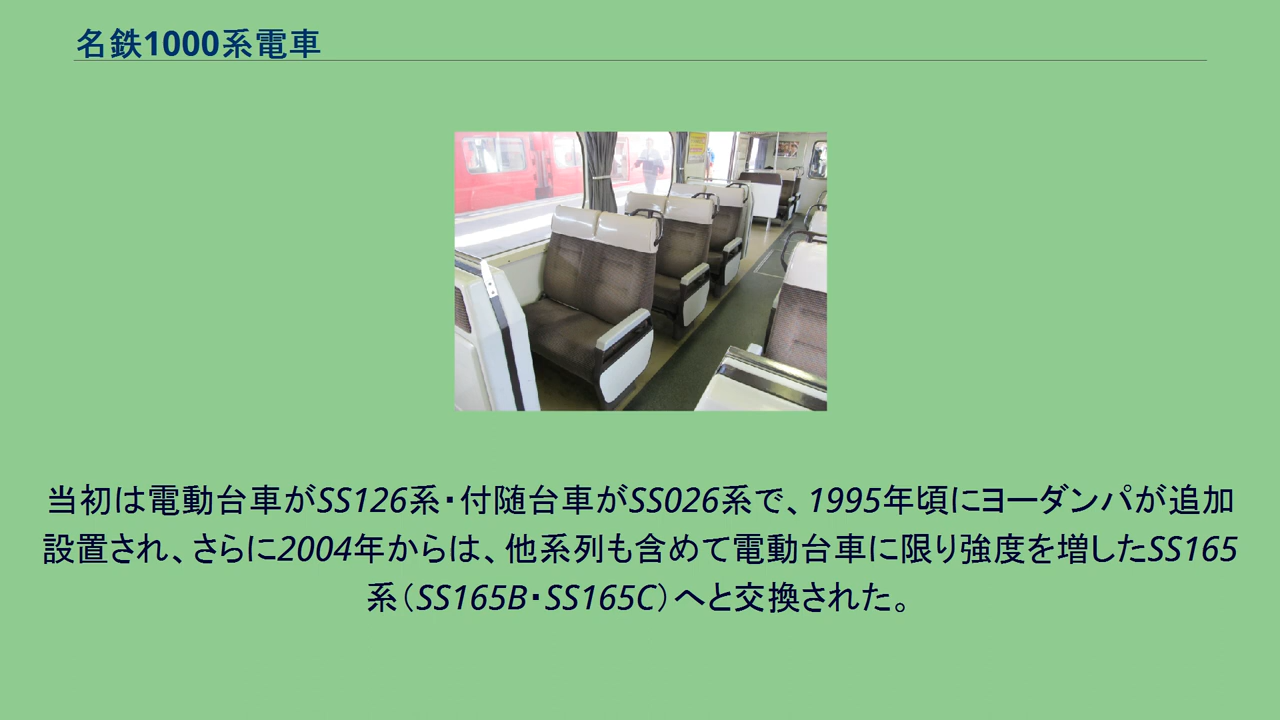 名鉄1000系電車
当初は電動台車がSS126系・付随台車がSS026系で、1995年頃にヨーダンパが追加
設置され、さらに2004年からは、他系列も含めて電動台車に限り強度を増したSS165
系（SS165B・SS165C）へと交換された。